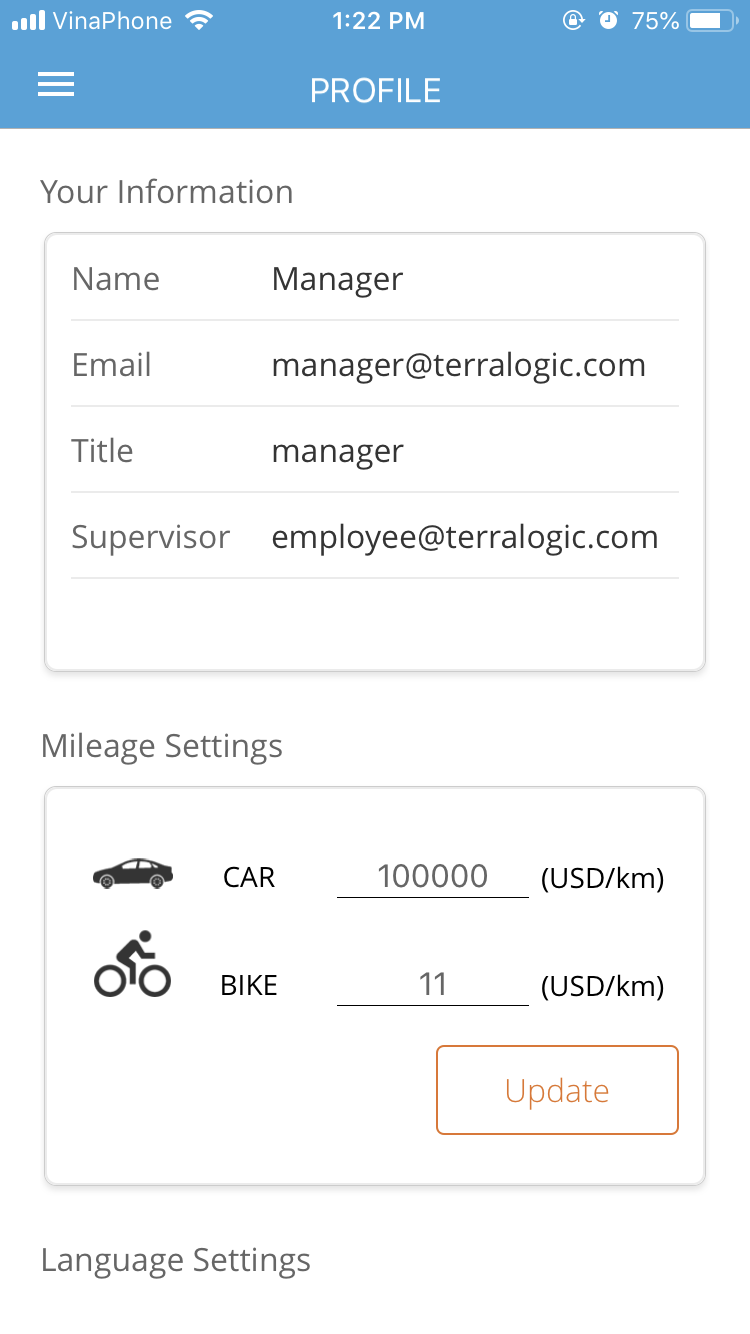 VinaPhone 1:22 PM 75%
PROFILE
Your Information
Name Manager
Email manager@terralogic.com
Title manager
Supervisor employee@terralogic.com
Mileage Settings
CAR 100000 (USD/km)
BIKE 11 (USD/km)
Update
Language Settings